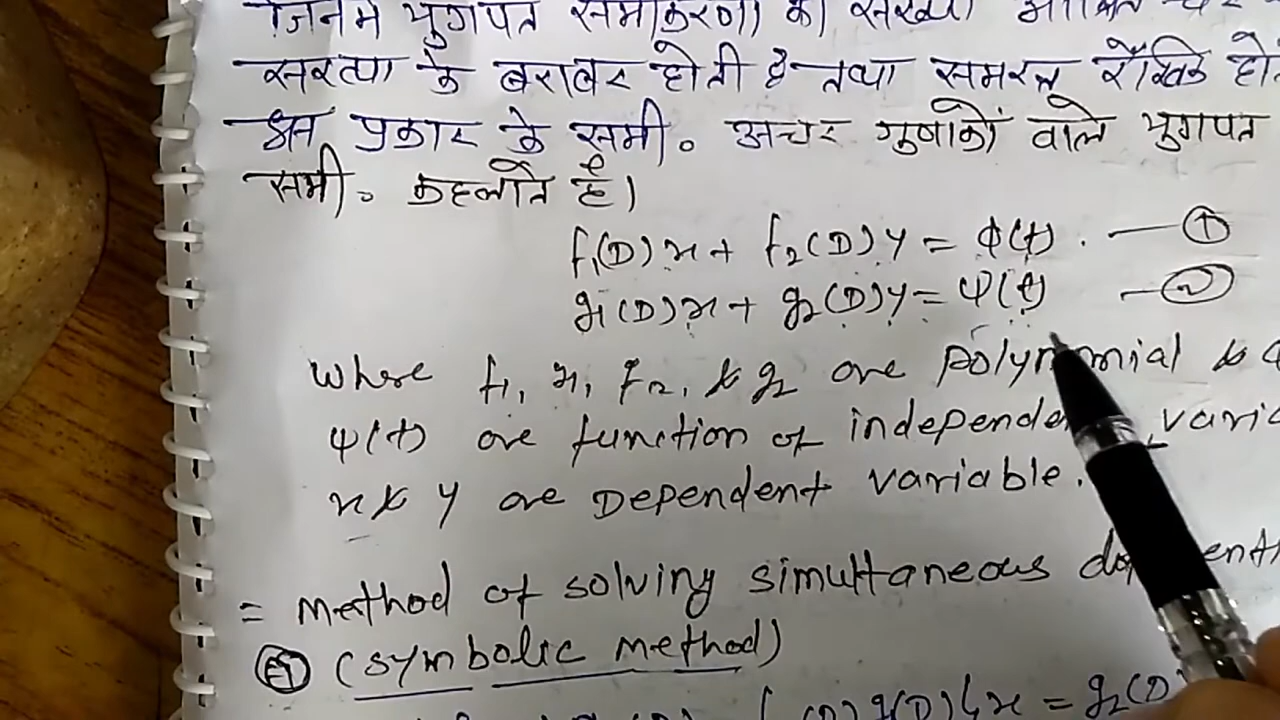 जिनमे युगपत समीकरणों की संख्या
सरत्या के बराबर होती है तथा समस्त रैखिक होते
इस प्रकार के समी० अचर गुणांकों वाले युगपत
समी० कहलाते है।
f₁(D)x + f₂(D)y = φ(t). — ①
g₁(D)x + g₂(D)y = ψ(t) — ②
Where f₁, g₁, f₂, & g₂ are polynomial &
ψ(t) are function of independent
x & y are Dependent variable.
= method of solving simultaneous
(symbolic method)
g₂(D)